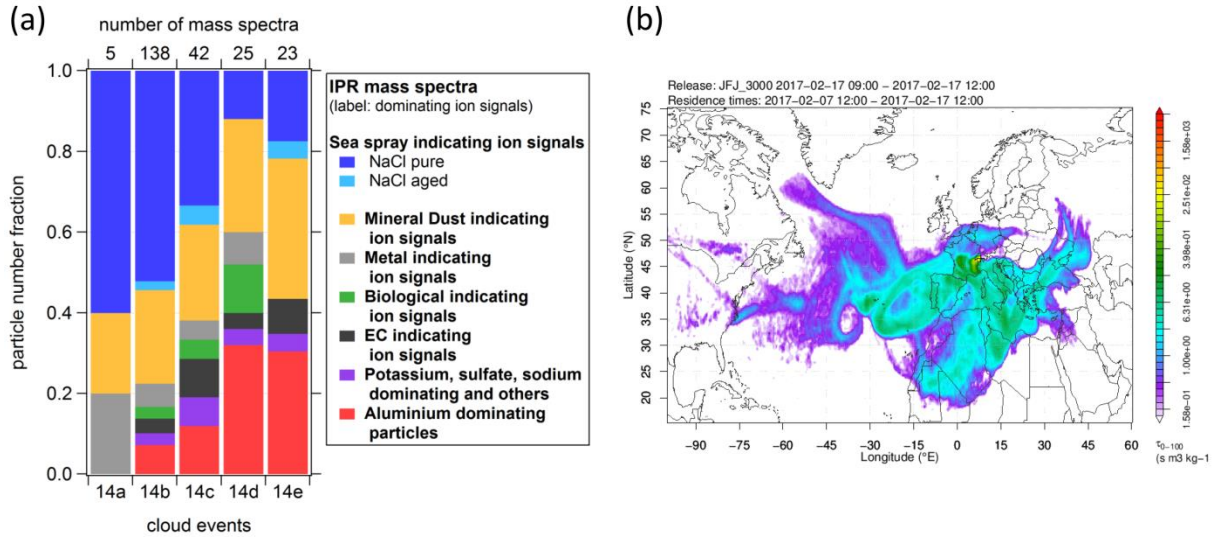 (a)
number of mass spectra
5 138 42 25 23
1.0
0.8
0.6
0.4
0.2
0.0
particle number fraction
14a 14b 14c 14d 14e
cloud events
IPR mass spectra
(label: dominating ion signals)
Sea spray indicating ion signals
NaCl pure
NaCl aged
Mineral Dust indicating
ion signals
Metal indicating
ion signals
Biological indicating
ion signals
EC indicating
ion signals
Potassium, sulfate, sodium
dominating and others
Aluminium dominating
particles
(b)
Release: JFJ_3000 2017-02-17 09:00 - 2017-02-17 12:00
Residence times: 2017-02-07 12:00 - 2017-02-17 12:00
75
70
65
60
55
50
45
40
35
30
25
20
Latitude (°N)
-90 -75 -60 -45 -30 -15 0 15 30 45 60
Longitude (°E)
1.58e+03
2.51e+02
3.98e+01
6.31e+00
1.00e+00
1.58e-01
τ0-100
(s m3 kg-1